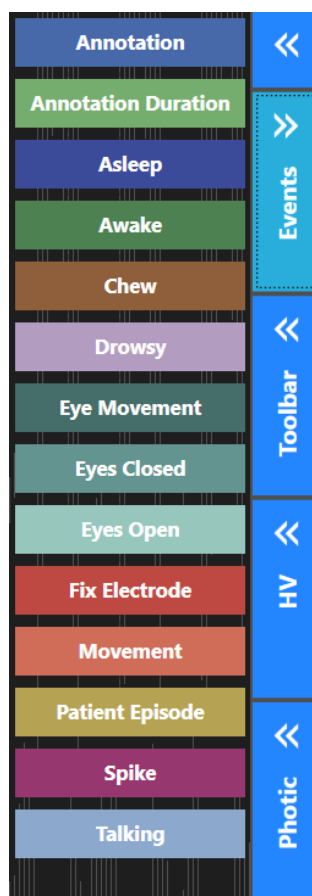 Annotation
Annotation Duration
Asleep
Awake
Chew
Drowsy
Eye Movement
Eyes Closed
Eyes Open
Fix Electrode
Movement
Patient Episode
Spike
Talking
Events
Toolbar
HV
Photic